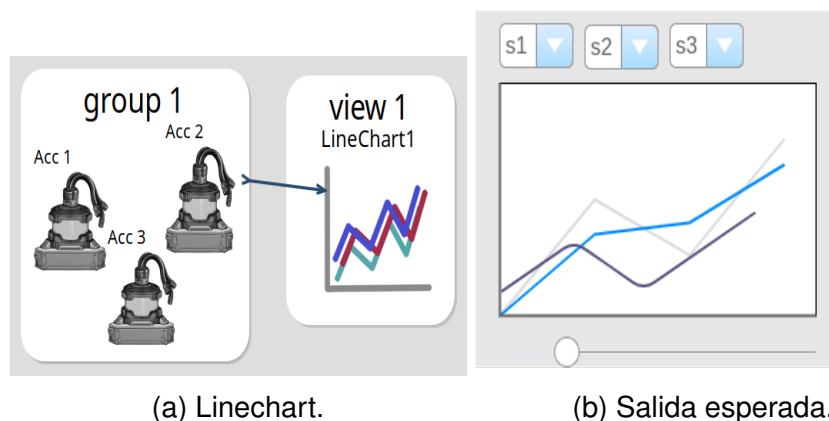 group 1
Acc 1
Acc 2
Acc 3
view 1
LineChart1
s1
s2
s3
(a) Linechart.
(b) Salida esperada.